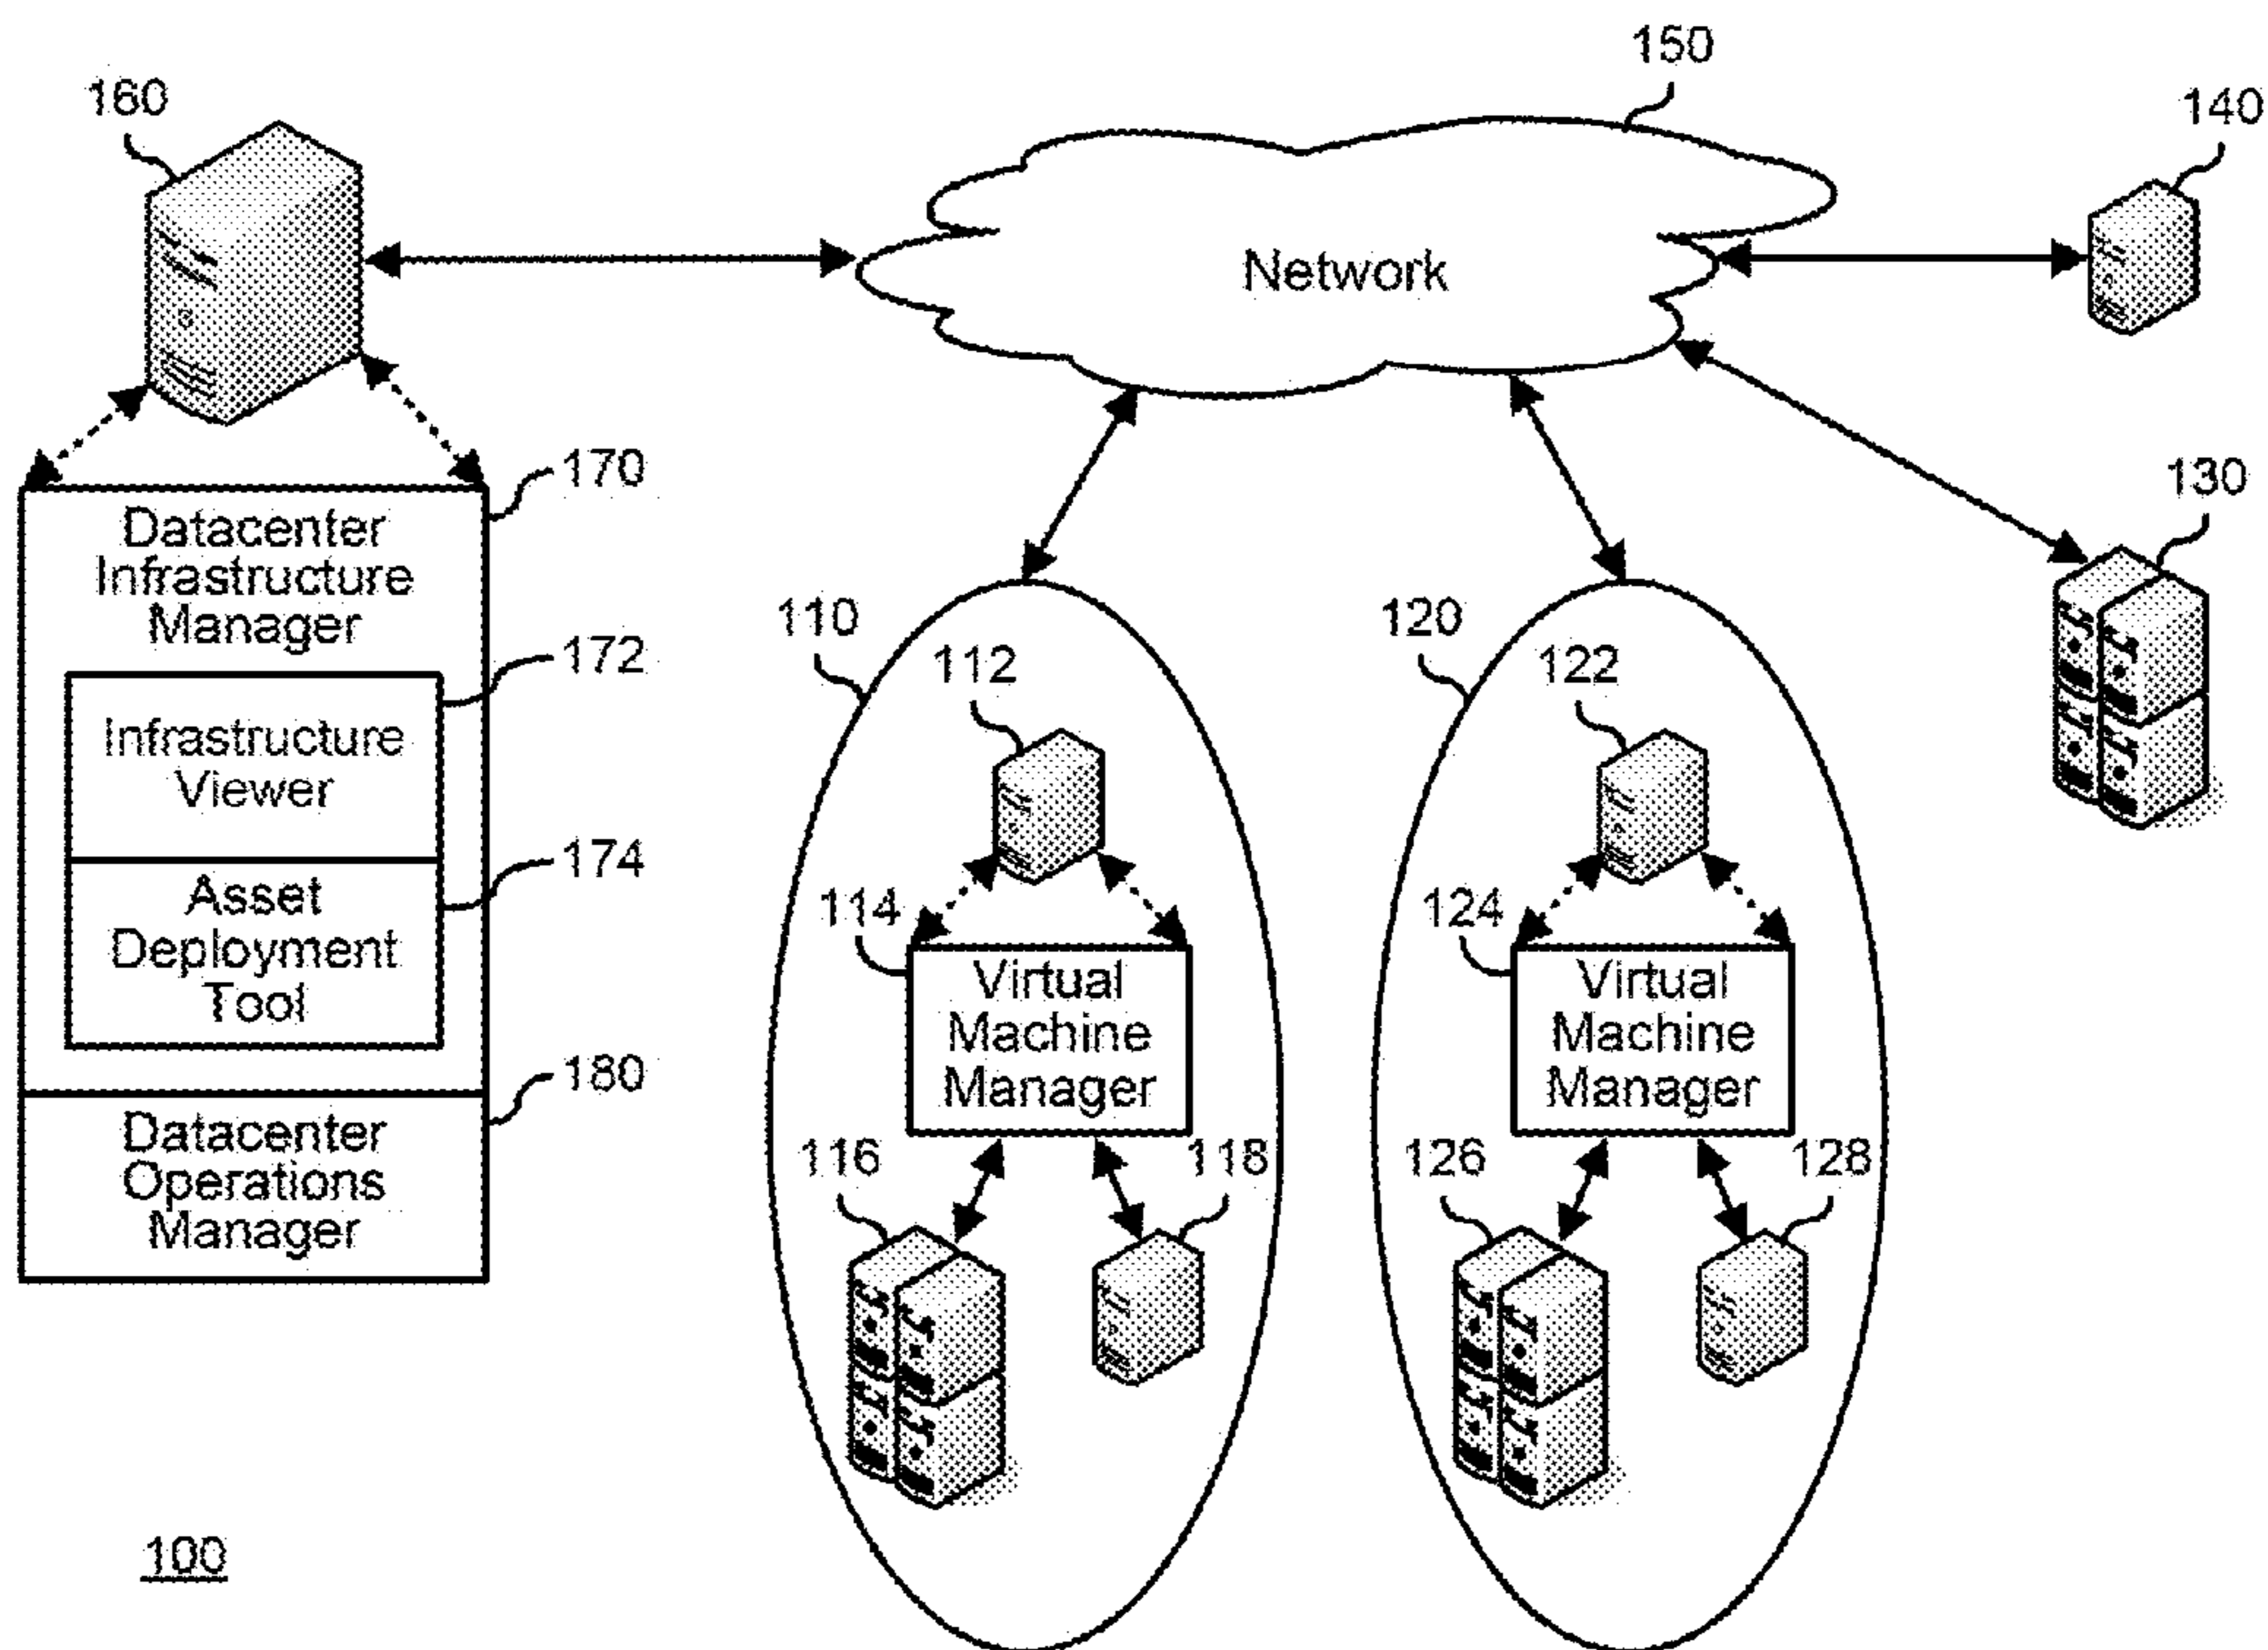 150
160
140
Network
170
130
Datacenter
Infrastructure
Manager
110
120
172
112
122
Infrastructure
Viewer
174
Asset
Deployment
Tool
114
124
Virtual
Machine
Manager
Virtual
Machine
Manager
180
Datacenter
Operations
Manager
116
118
126
128
100